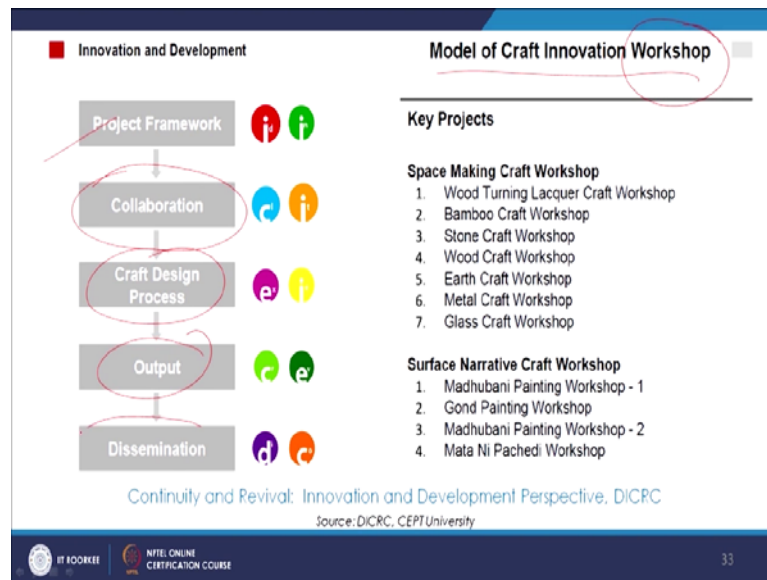 Innovation and Development
Model of Craft Innovation Workshop
Project Framework
Collaboration
Craft Design
Process
Output
Dissemination
Key Projects
Space Making Craft Workshop
1. Wood Turning Lacquer Craft Workshop
2. Bamboo Craft Workshop
3. Stone Craft Workshop
4. Wood Craft Workshop
5. Earth Craft Workshop
6. Metal Craft Workshop
7. Glass Craft Workshop
Surface Narrative Craft Workshop
1. Madhubani Painting Workshop - 1
2. Gond Painting Workshop
3. Madhubani Painting Workshop - 2
4. Mata Ni Pachedi Workshop
Continuity and Revival: Innovation and Development Perspective, DICRC
Source: DICRC, CEPT University
IIT ROORKEE
NPTEL ONLINE
CERTIFICATION COURSE
33